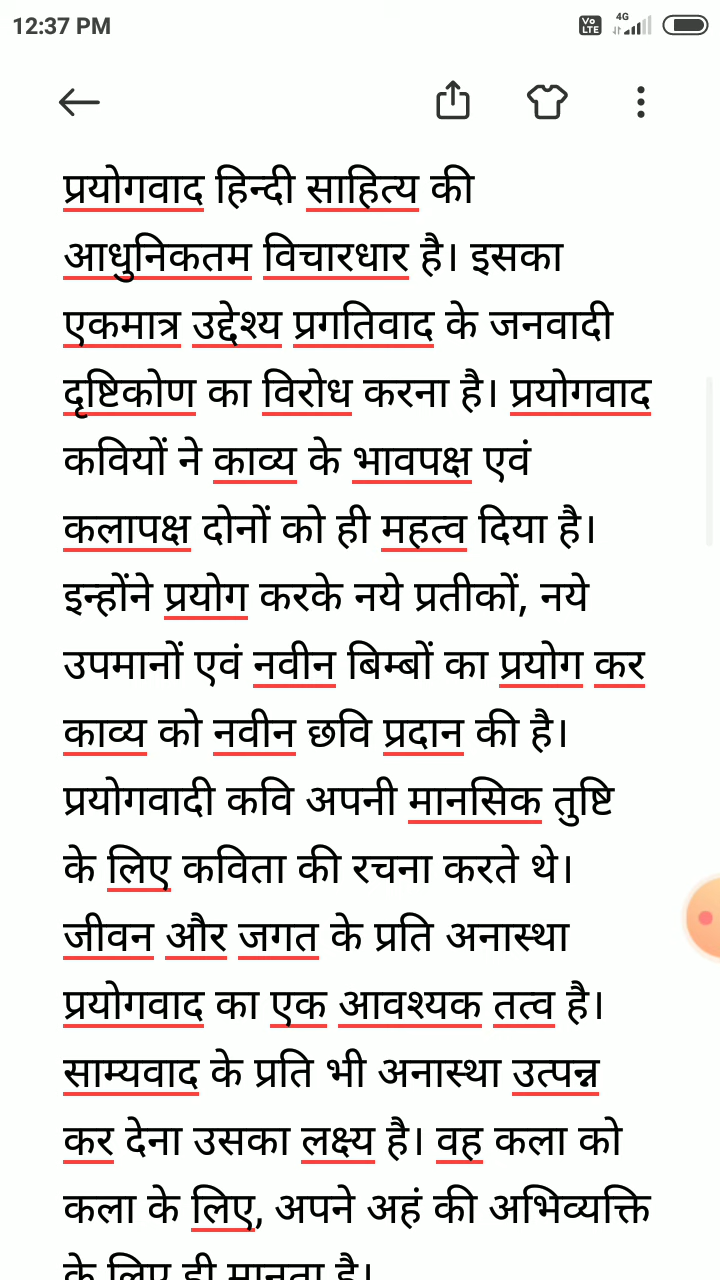 12:37 PM
Vo LTE 4G
प्रयोगवाद हिन्दी साहित्य की
आधुनिकतम विचारधार है। इसका
एकमात्र उद्देश्य प्रगतिवाद के जनवादी
दृष्टिकोण का विरोध करना है। प्रयोगवाद
कवियों ने काव्य के भावपक्ष एवं
कलापक्ष दोनों को ही महत्व दिया है।
इन्होंने प्रयोग करके नये प्रतीकों, नये
उपमानों एवं नवीन बिम्बों का प्रयोग कर
काव्य को नवीन छवि प्रदान की है।
प्रयोगवादी कवि अपनी मानसिक तुष्टि
के लिए कविता की रचना करते थे।
जीवन और जगत के प्रति अनास्था
प्रयोगवाद का एक आवश्यक तत्व है।
साम्यवाद के प्रति भी अनास्था उत्पन्न
कर देना उसका लक्ष्य है। वह कला को
कला के लिए, अपने अहं की अभिव्यक्ति
के लिए ही मानता है।